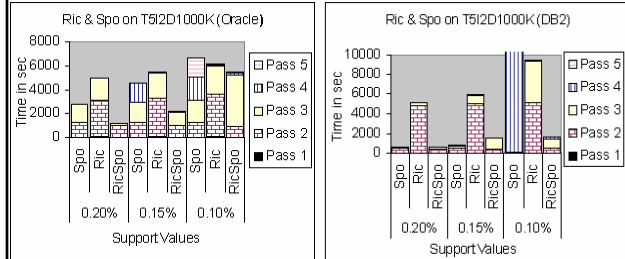 Ric & Spo on T5I2D1000K (Oracle)
8000
6000
4000
2000
0
Time in sec
Spo
Ric
RicSpo
Spo
Ric
RicSpo
Spo
Ric
RicSpo
0.20%
0.15%
0.10%
Support Values
Pass 5
Pass 4
Pass 3
Pass 2
Pass 1
Ric & Spo on T5I2D1000K (DB2)
10000
8000
6000
4000
2000
0
Time in sec
Spo
Ric
RicSpo
Spo
Ric
RicSpo
Spo
Ric
RicSpo
0.20%
0.15%
0.10%
Support Values
Pass 5
Pass 4
Pass 3
Pass 2
Pass 1